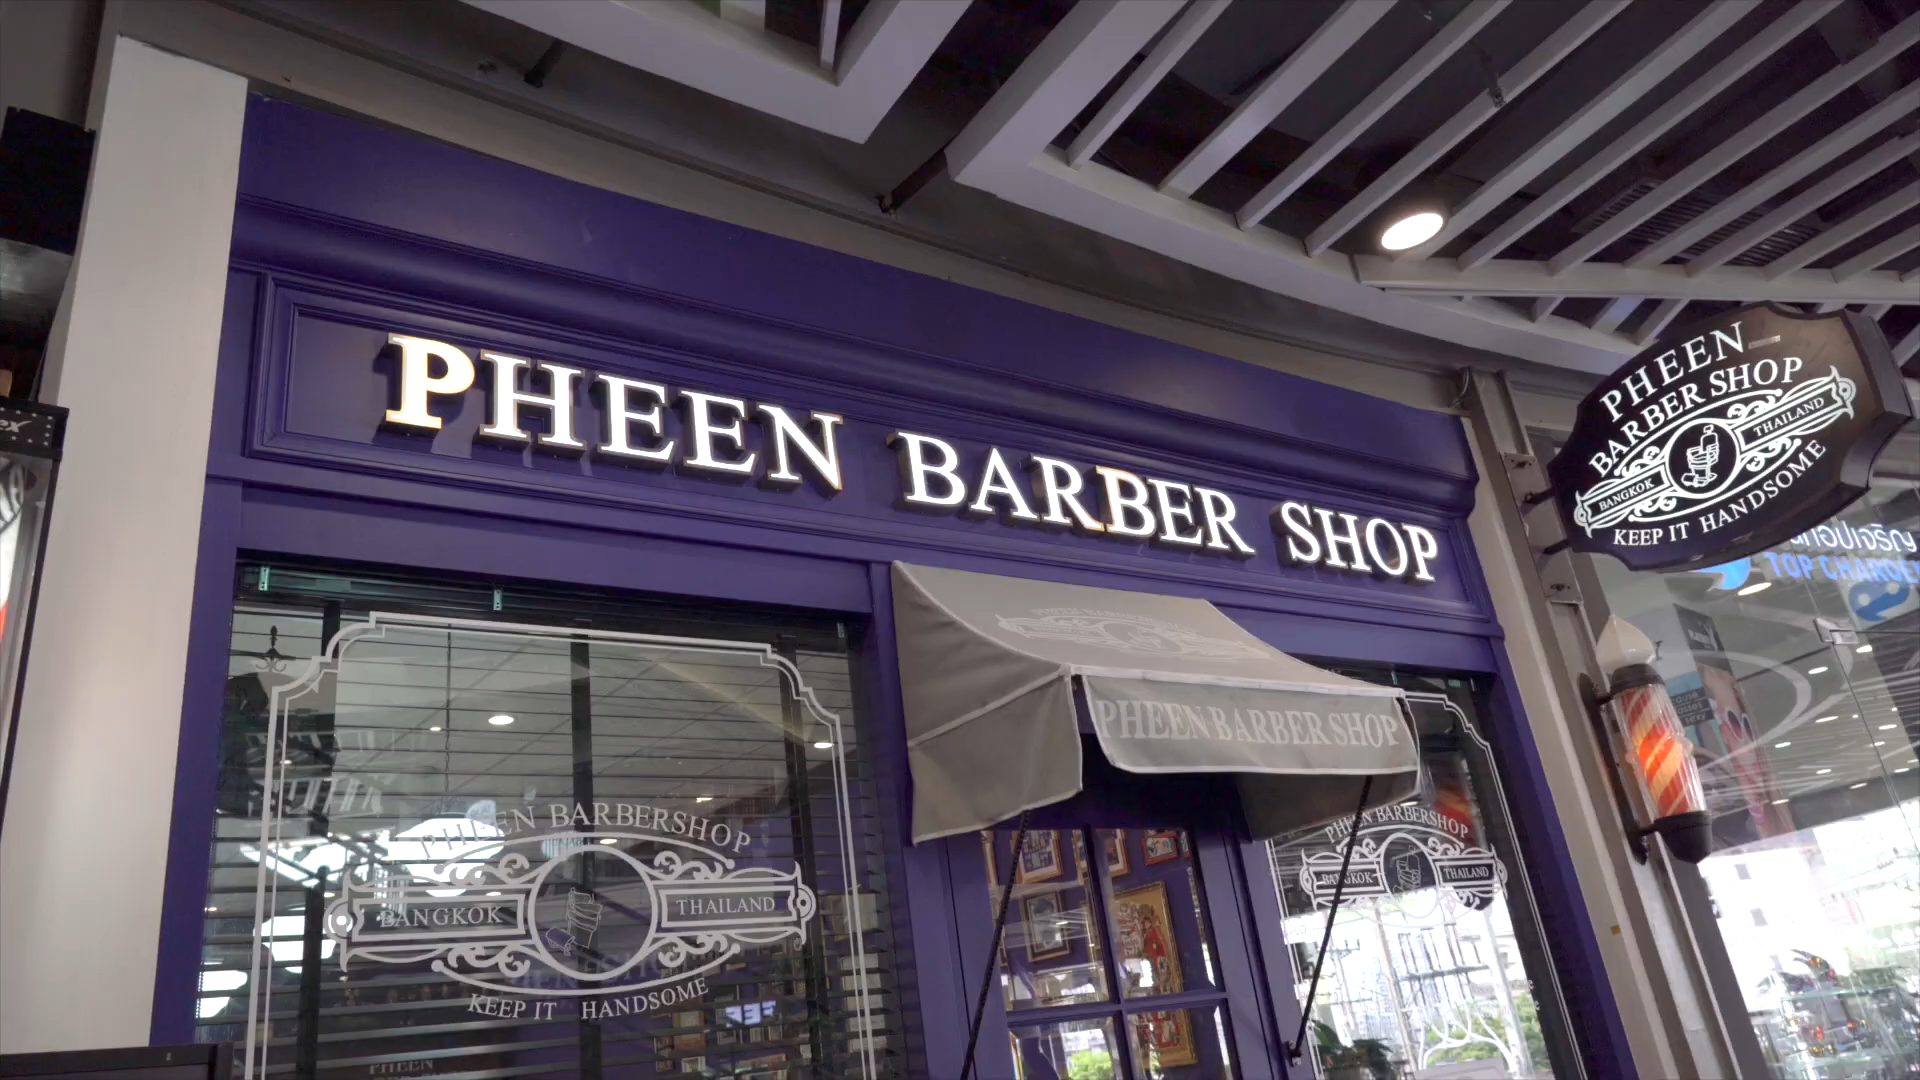 PHEEN BARBER SHOP
PHEEN
BARBER SHOP
BANGKOK
THAILAND
KEEP IT HANDSOME
TOP CHARGE
PHEEN BARBER SHOP
PHEEN BARBERSHOP
BANGKOK
THAILAND
KEEP IT HANDSOME
PHEEN BARBERSHOP
BANGKOK
THAILAND
PHEEN